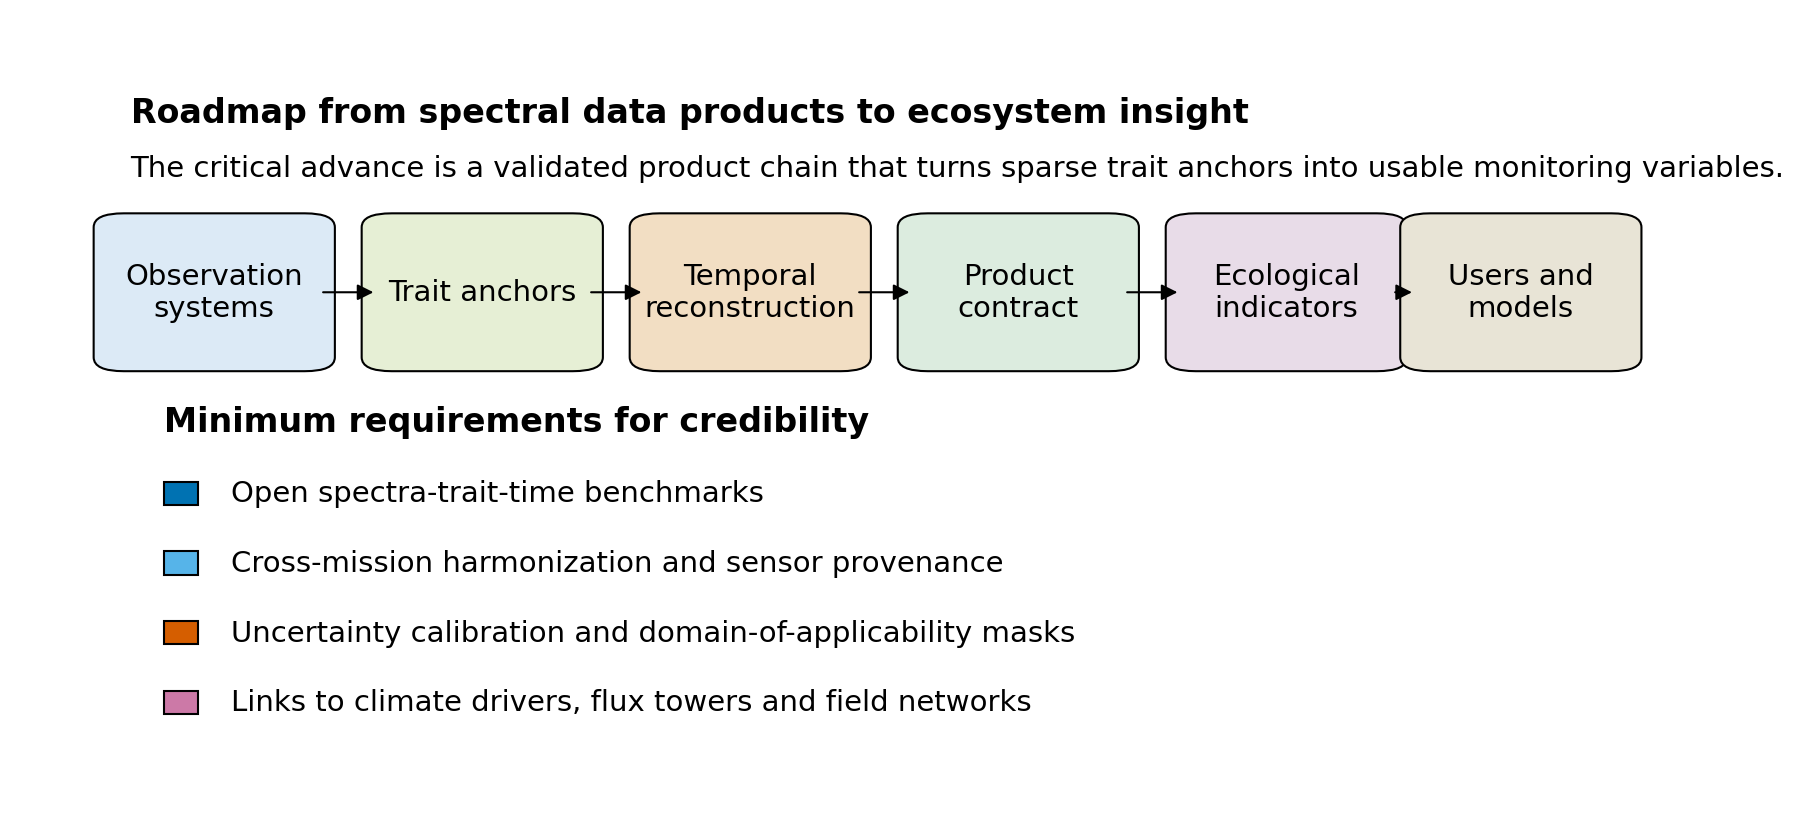 Roadmap from spectral data products to ecosystem insight
The critical advance is a validated product chain that turns sparse trait anchors into usable monitoring variables.
Observation
systems
Trait anchors
Temporal
reconstruction
Product
contract
Ecological
indicators
Users and
models
Minimum requirements for credibility
Open spectra-trait-time benchmarks
Cross-mission harmonization and sensor provenance
Uncertainty calibration and domain-of-applicability masks
Links to climate drivers, flux towers and field networks